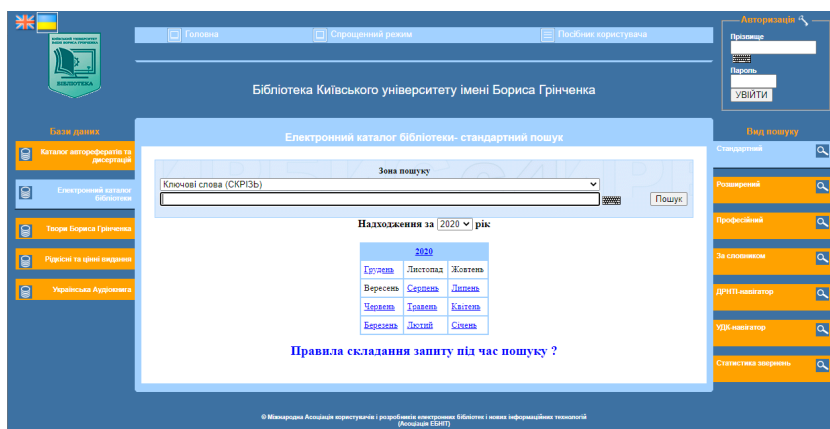 Головна
Спрощенний режим
Посібник користувача
Авторизація
Прізвище
Пароль
УВІЙТИ
БІБЛІОТЕКА
Бібліотека Київського університету імені Бориса Грінченка
Бази даних
Каталог авторефератів та
дисертацій
Електронний каталог
бібліотеки
Твори Бориса Грінченка
Рідкісні та цінні видання
Українська Аудіокнига
Електронний каталог бібліотеки- стандартний пошук
Зона пошуку
Ключові слова (СКРІЗЬ)
Пошук
Надходження за 2020 рік
2020
Грудень Листопад Жовтень
Вересень Серпень Липень
Червень Травень Квітень
Березень Лютий Січень
Правила складання запиту під час пошуку ?
Вид пошуку
Стандартний
Розширений
Професійний
За словником
ДРНТІ-навігатор
УДК-навігатор
Статистика звернень
© Міжнародна Асоціація користувачів і розробників електронних бібліотек і нових інформаційних технологій
(Асоціація ЕБНІТ)